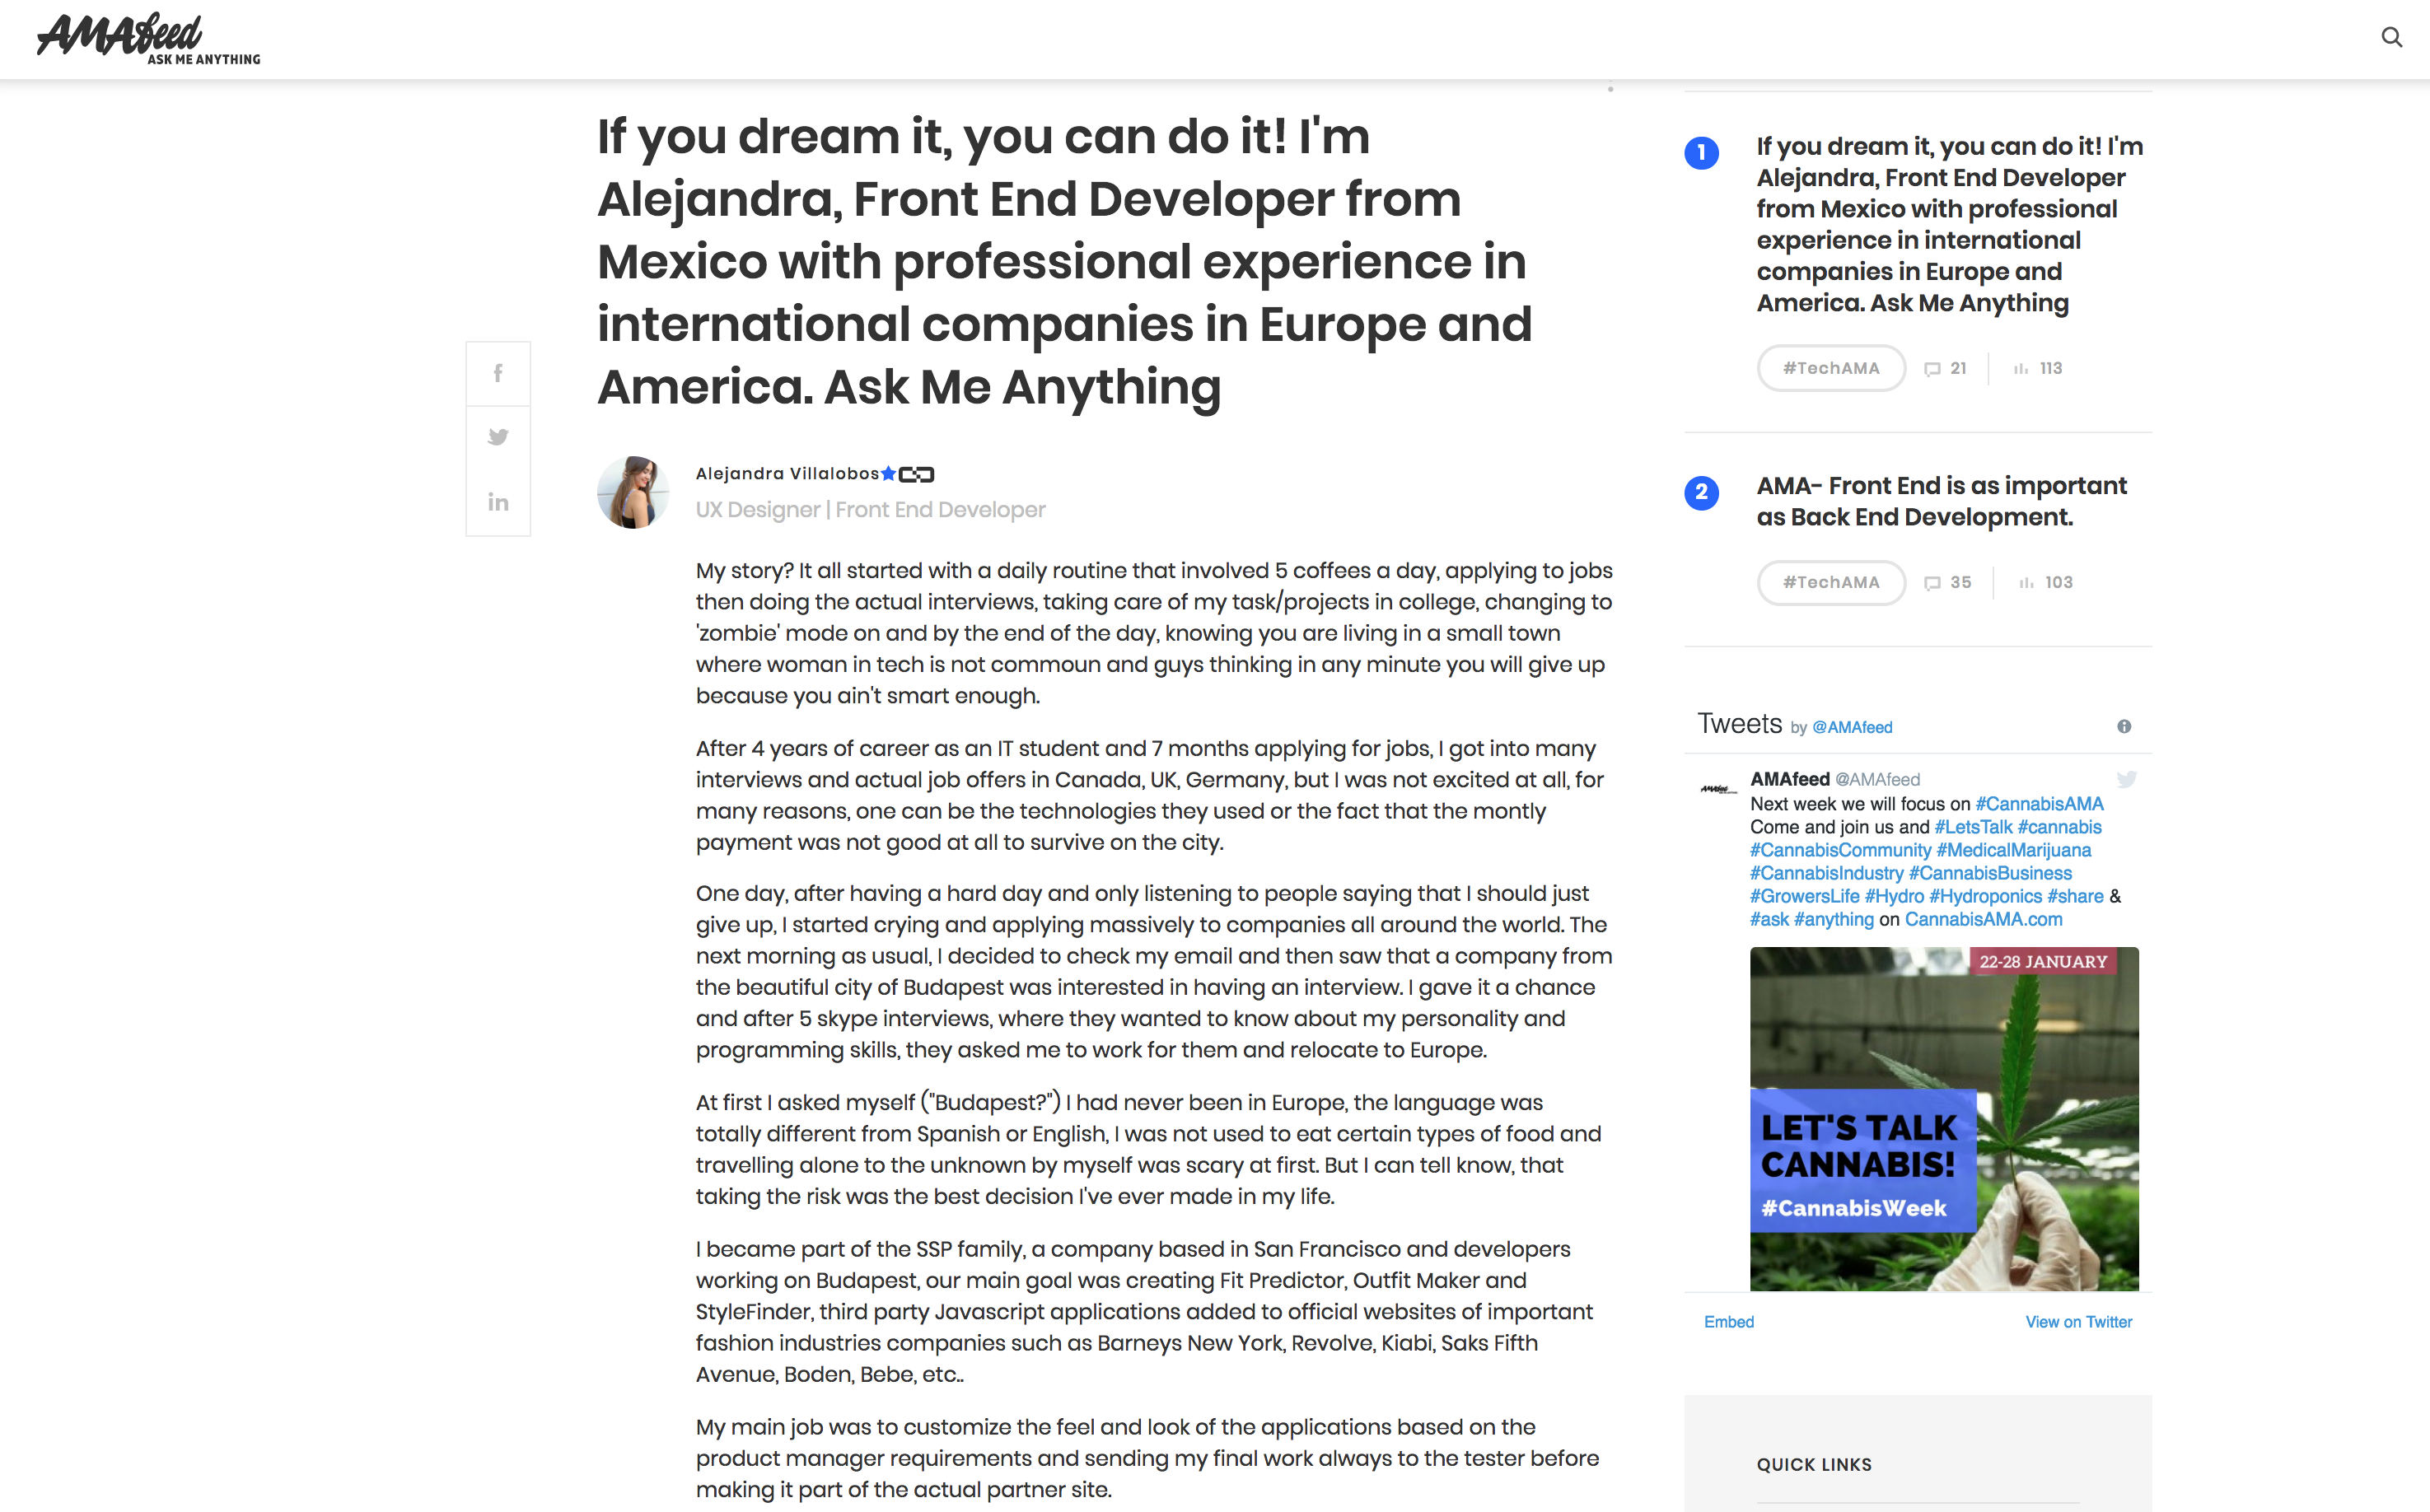 AMAfeed
ASK ME ANYTHING
If you dream it, you can do it! I'm
Alejandra, Front End Developer from
Mexico with professional experience in
international companies in Europe and
America. Ask Me Anything
Alejandra Villalobos
UX Designer | Front End Developer
My story? It all started with a daily routine that involved 5 coffees a day, applying to jobs
then doing the actual interviews, taking care of my task/projects in college, changing to
'zombie' mode on and by the end of the day, knowing you are living in a small town
where woman in tech is not commoun and guys thinking in any minute you will give up
because you ain't smart enough.
After 4 years of career as an IT student and 7 months applying for jobs, I got into many
interviews and actual job offers in Canada, UK, Germany, but I was not excited at all, for
many reasons, one can be the technologies they used or the fact that the montly
payment was not good at all to survive on the city.
One day, after having a hard day and only listening to people saying that I should just
give up, I started crying and applying massively to companies all around the world. The
next morning as usual, I decided to check my email and then saw that a company from
the beautiful city of Budapest was interested in having an interview. I gave it a chance
and after 5 skype interviews, where they wanted to know about my personality and
programming skills, they asked me to work for them and relocate to Europe.
At first I asked myself ("Budapest?") I had never been in Europe, the language was
totally different from Spanish or English, I was not used to eat certain types of food and
travelling alone to the unknown by myself was scary at first. But I can tell know, that
taking the risk was the best decision I've ever made in my life.
I became part of the SSP family, a company based in San Francisco and developers
working on Budapest, our main goal was creating Fit Predictor, Outfit Maker and
StyleFinder, third party Javascript applications added to official websites of important
fashion industries companies such as Barneys New York, Revolve, Kiabi, Saks Fifth
Avenue, Boden, Bebe, etc..
My main job was to customize the feel and look of the applications based on the
product manager requirements and sending my final work always to the tester before
making it part of the actual partner site.
1
If you dream it, you can do it! I'm
Alejandra, Front End Developer
from Mexico with professional
experience in international
companies in Europe and
America. Ask Me Anything
#TechAMA 21 113
2
AMA- Front End is as important
as Back End Development.
#TechAMA 35 103
Tweets by @AMAfeed
AMAfeed @AMAfeed
Next week we will focus on #CannabisAMA
Come and join us and #LetsTalk #cannabis
#CannabisCommunity #MedicalMarijuana
#CannabisIndustry #CannabisBusiness
#GrowersLife #Hydro #Hydroponics #share &
#ask #anything on CannabisAMA.com
22-28 JANUARY
LET'S TALK
CANNABIS!
#CannabisWeek
Embed View on Twitter
QUICK LINKS